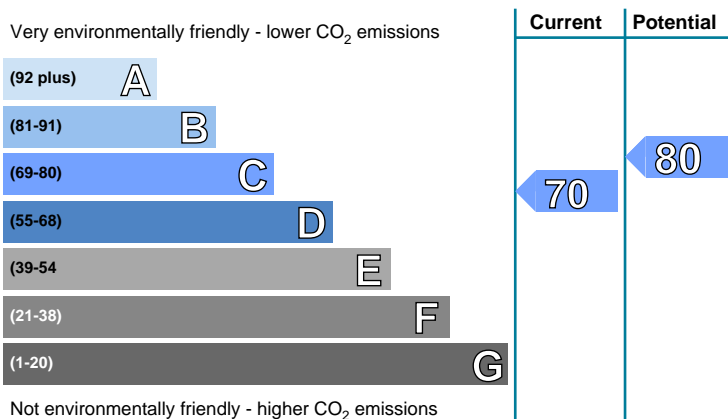 Very environmentally friendly - lower CO2 emissions
Current
Potential
(92 plus) A
(81-91) B
(69-80) C
(55-68) D
(39-54 E
(21-38) F
(1-20) G
70
80
Not environmentally friendly - higher CO2 emissions